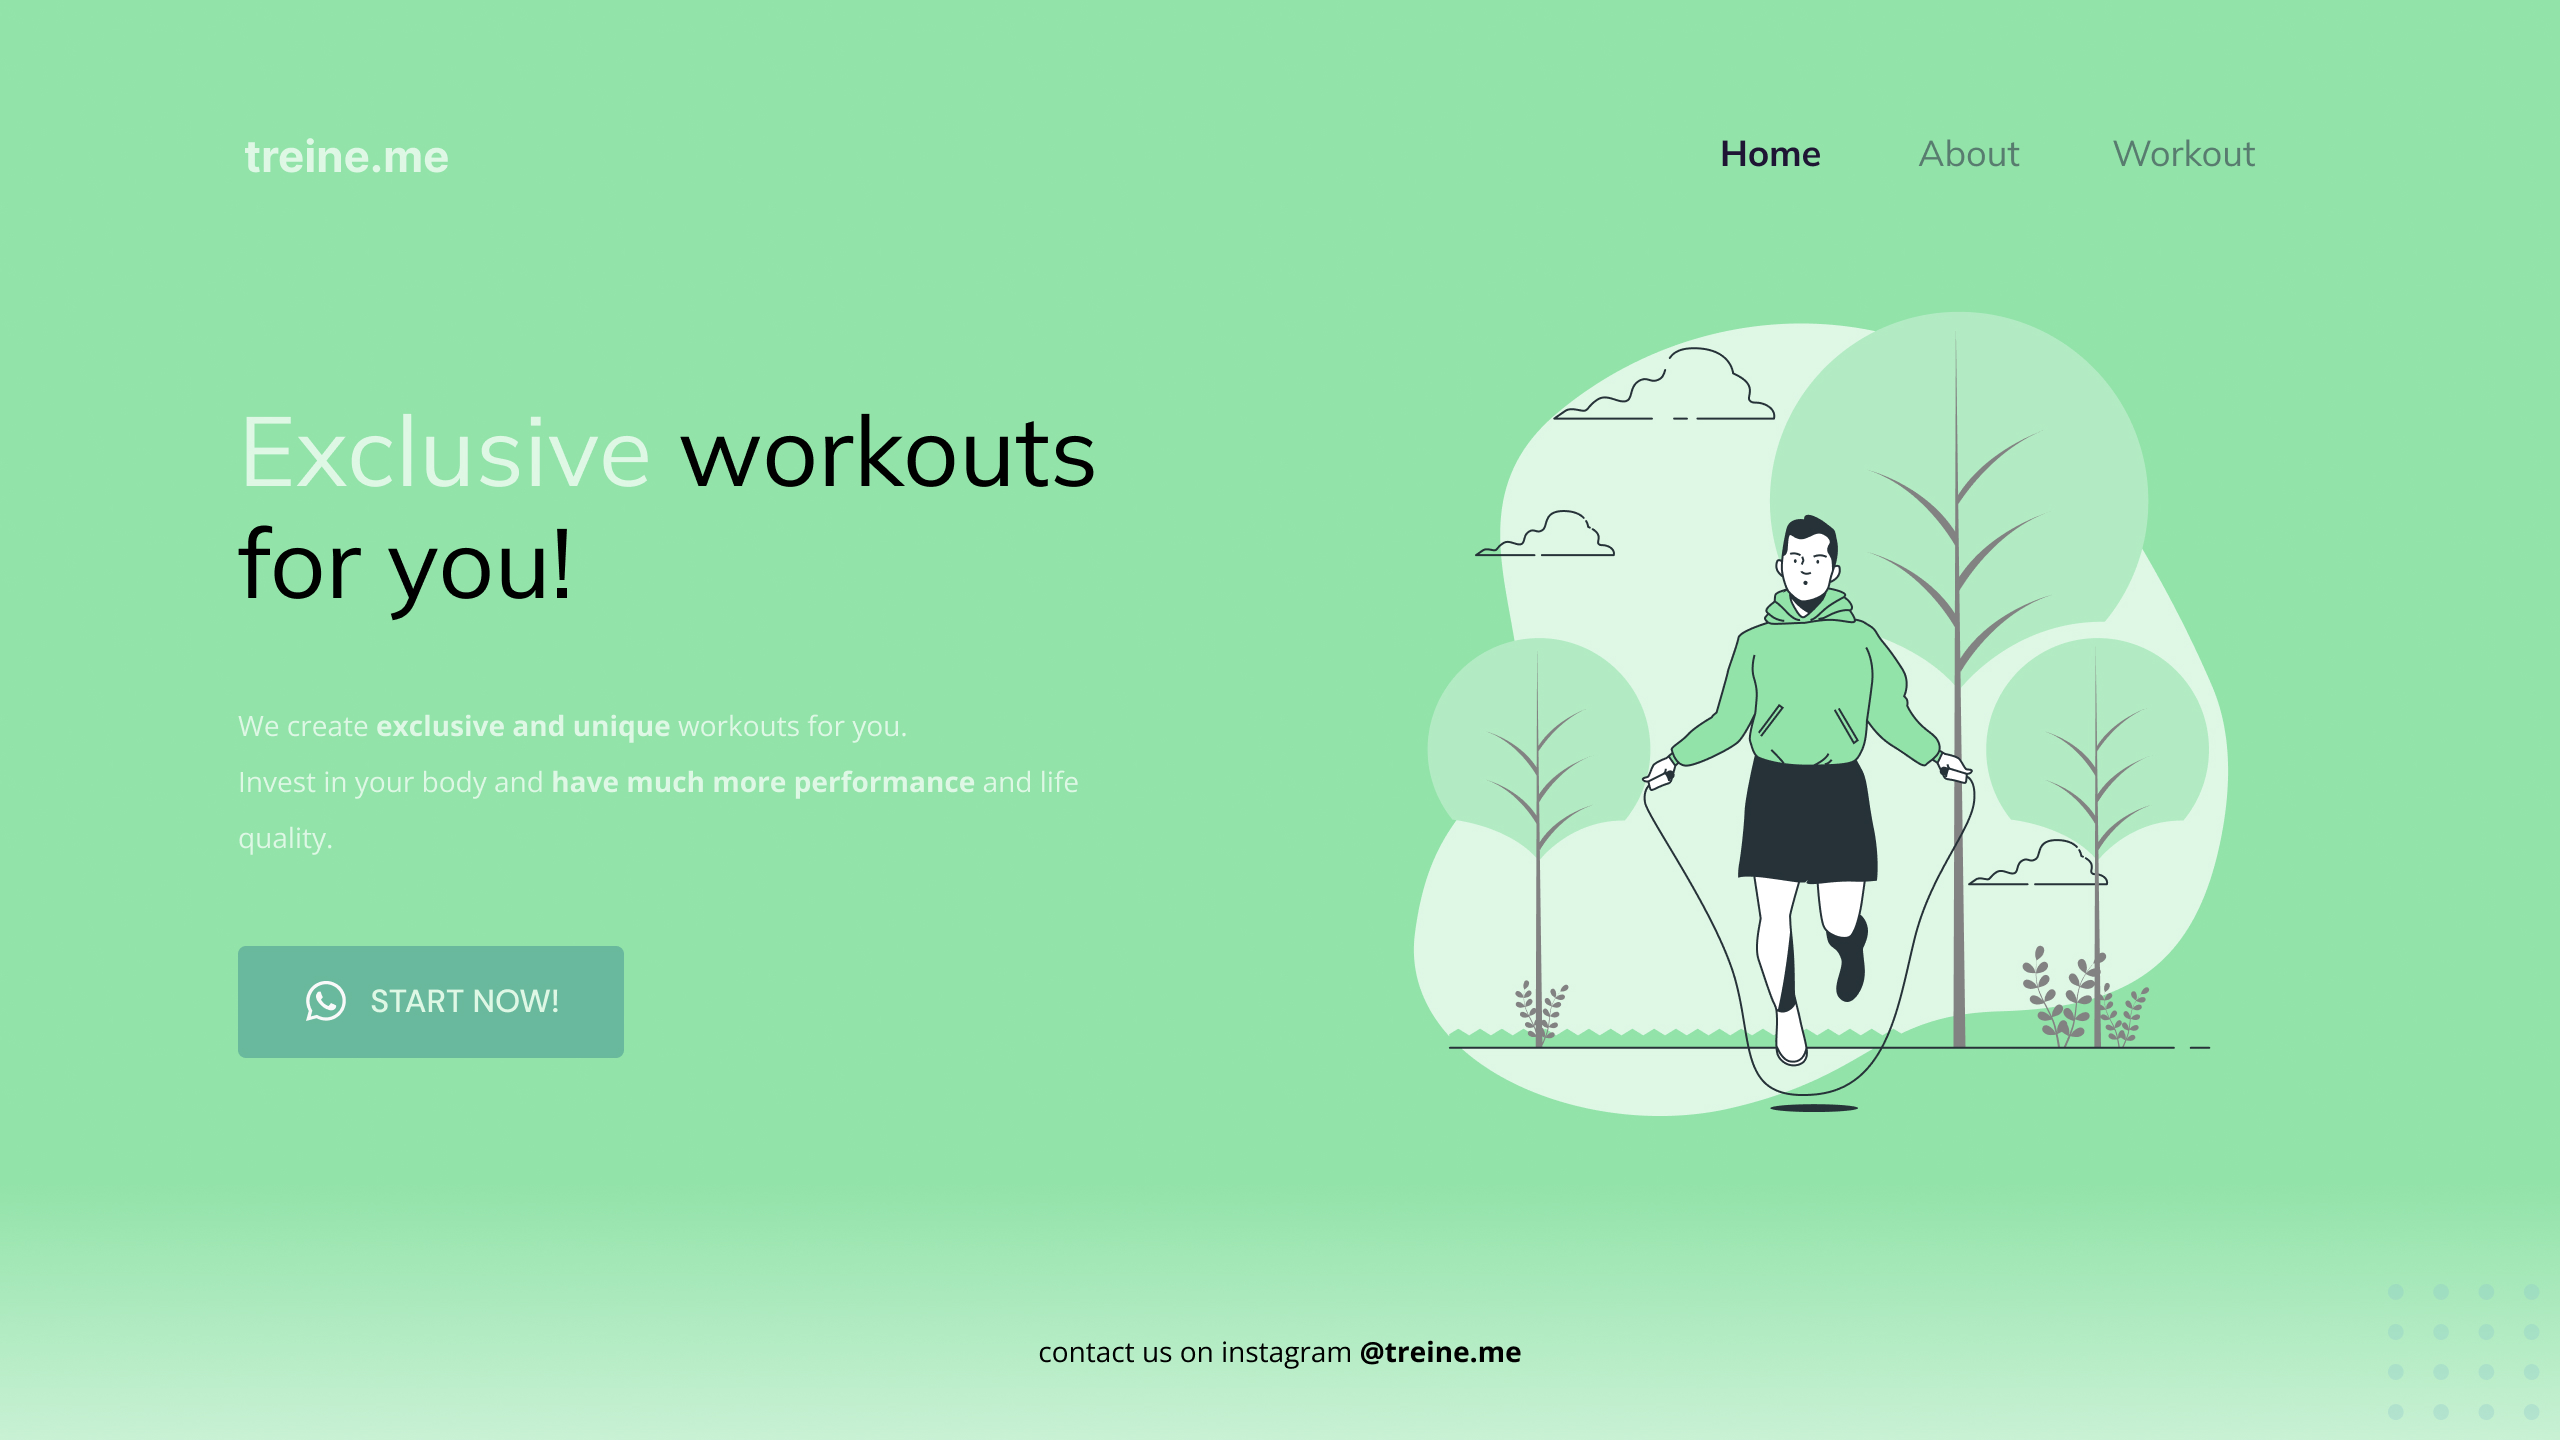 treine.me
Home
About
Workout
Exclusive workouts
for you!
We create exclusive and unique workouts for you.
Invest in your body and have much more performance and life
quality.
START NOW!
contact us on instagram @treine.me